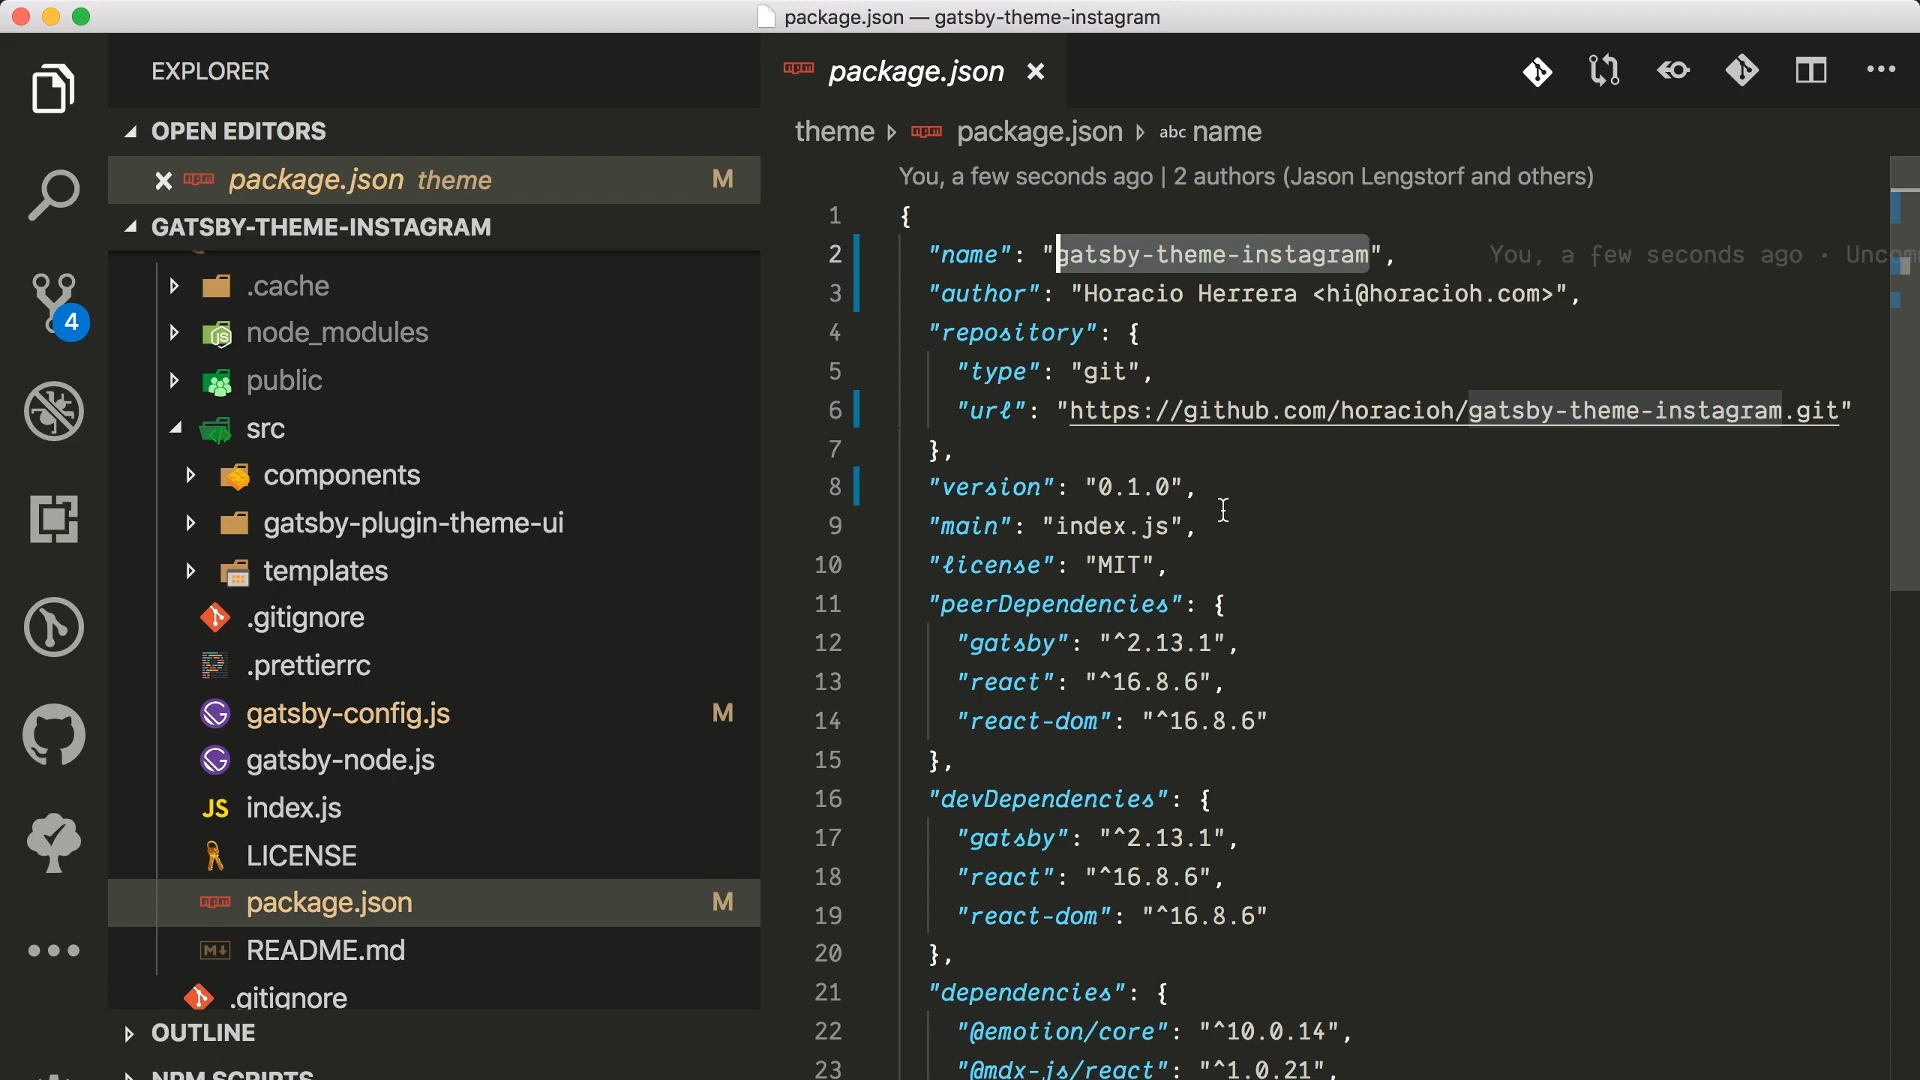 package.json — gatsby-theme-instagram
EXPLORER
OPEN EDITORS
package.json theme M
GATSBY-THEME-INSTAGRAM
.cache
node_modules
public
src
components
gatsby-plugin-theme-ui
templates
.gitignore
.prettierrc
gatsby-config.js M
gatsby-node.js
JS index.js
LICENSE
package.json M
README.md
.gitignore
OUTLINE
NPM SCRIPTS
4
package.json
theme package.json abc name
You, a few seconds ago | 2 authors (Jason Lengstorf and others)
1 {
2 "name": "gatsby-theme-instagram", You, a few seconds ago • Uncom
3 "author": "Horacio Herrera <hi@horacioh.com>",
4 "repository": {
5 "type": "git",
6 "url": "https://github.com/horacioh/gatsby-theme-instagram.git"
7 },
8 "version": "0.1.0",
9 "main": "index.js",
10 "license": "MIT",
11 "peerDependencies": {
12 "gatsby": "^2.13.1",
13 "react": "^16.8.6",
14 "react-dom": "^16.8.6"
15 },
16 "devDependencies": {
17 "gatsby": "^2.13.1",
18 "react": "^16.8.6",
19 "react-dom": "^16.8.6"
20 },
21 "dependencies": {
22 "@emotion/core": "^10.0.14",
23 "@mdx-js/react": "^1.0.21",